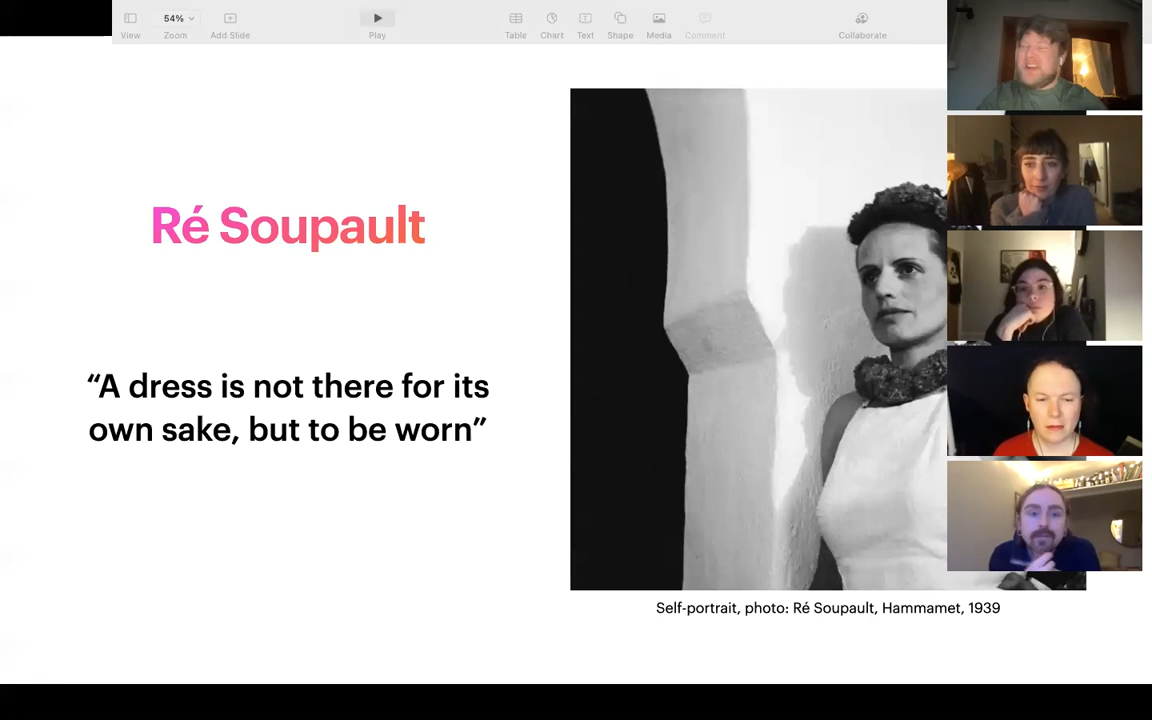 54%
View
Zoom
Add Slide
Play
Table
Chart
Text
Shape
Media
Comment
Collaborate
Ré Soupault
“A dress is not there for its
own sake, but to be worn”
Self-portrait, photo: Ré Soupault, Hammamet, 1939